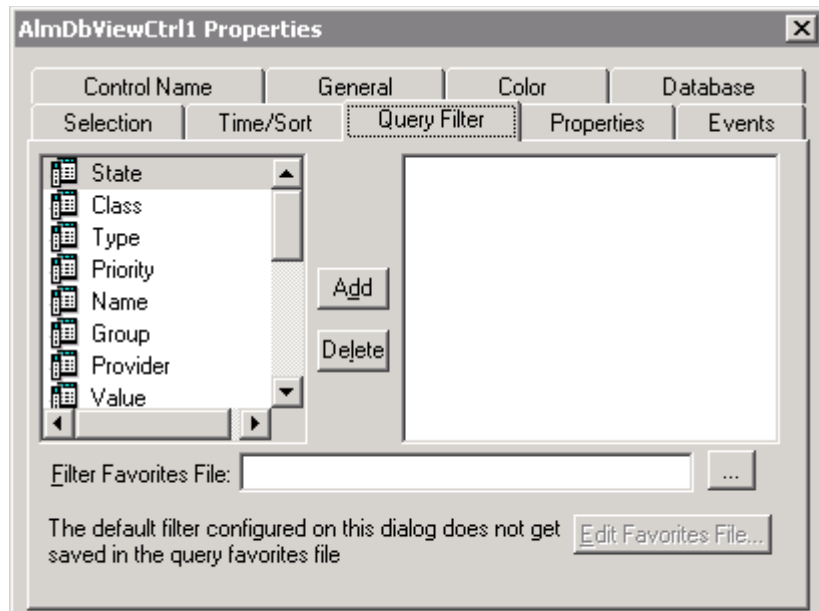 AlmDbViewCtrl1 Properties
Control Name
General
Color
Database
Selection
Time/Sort
Query Filter
Properties
Events
State
Class
Type
Priority
Name
Group
Provider
Value
Add
Delete
Filter Favorites File:
...
The default filter configured on this dialog does not get
saved in the query favorites file
Edit Favorites File...